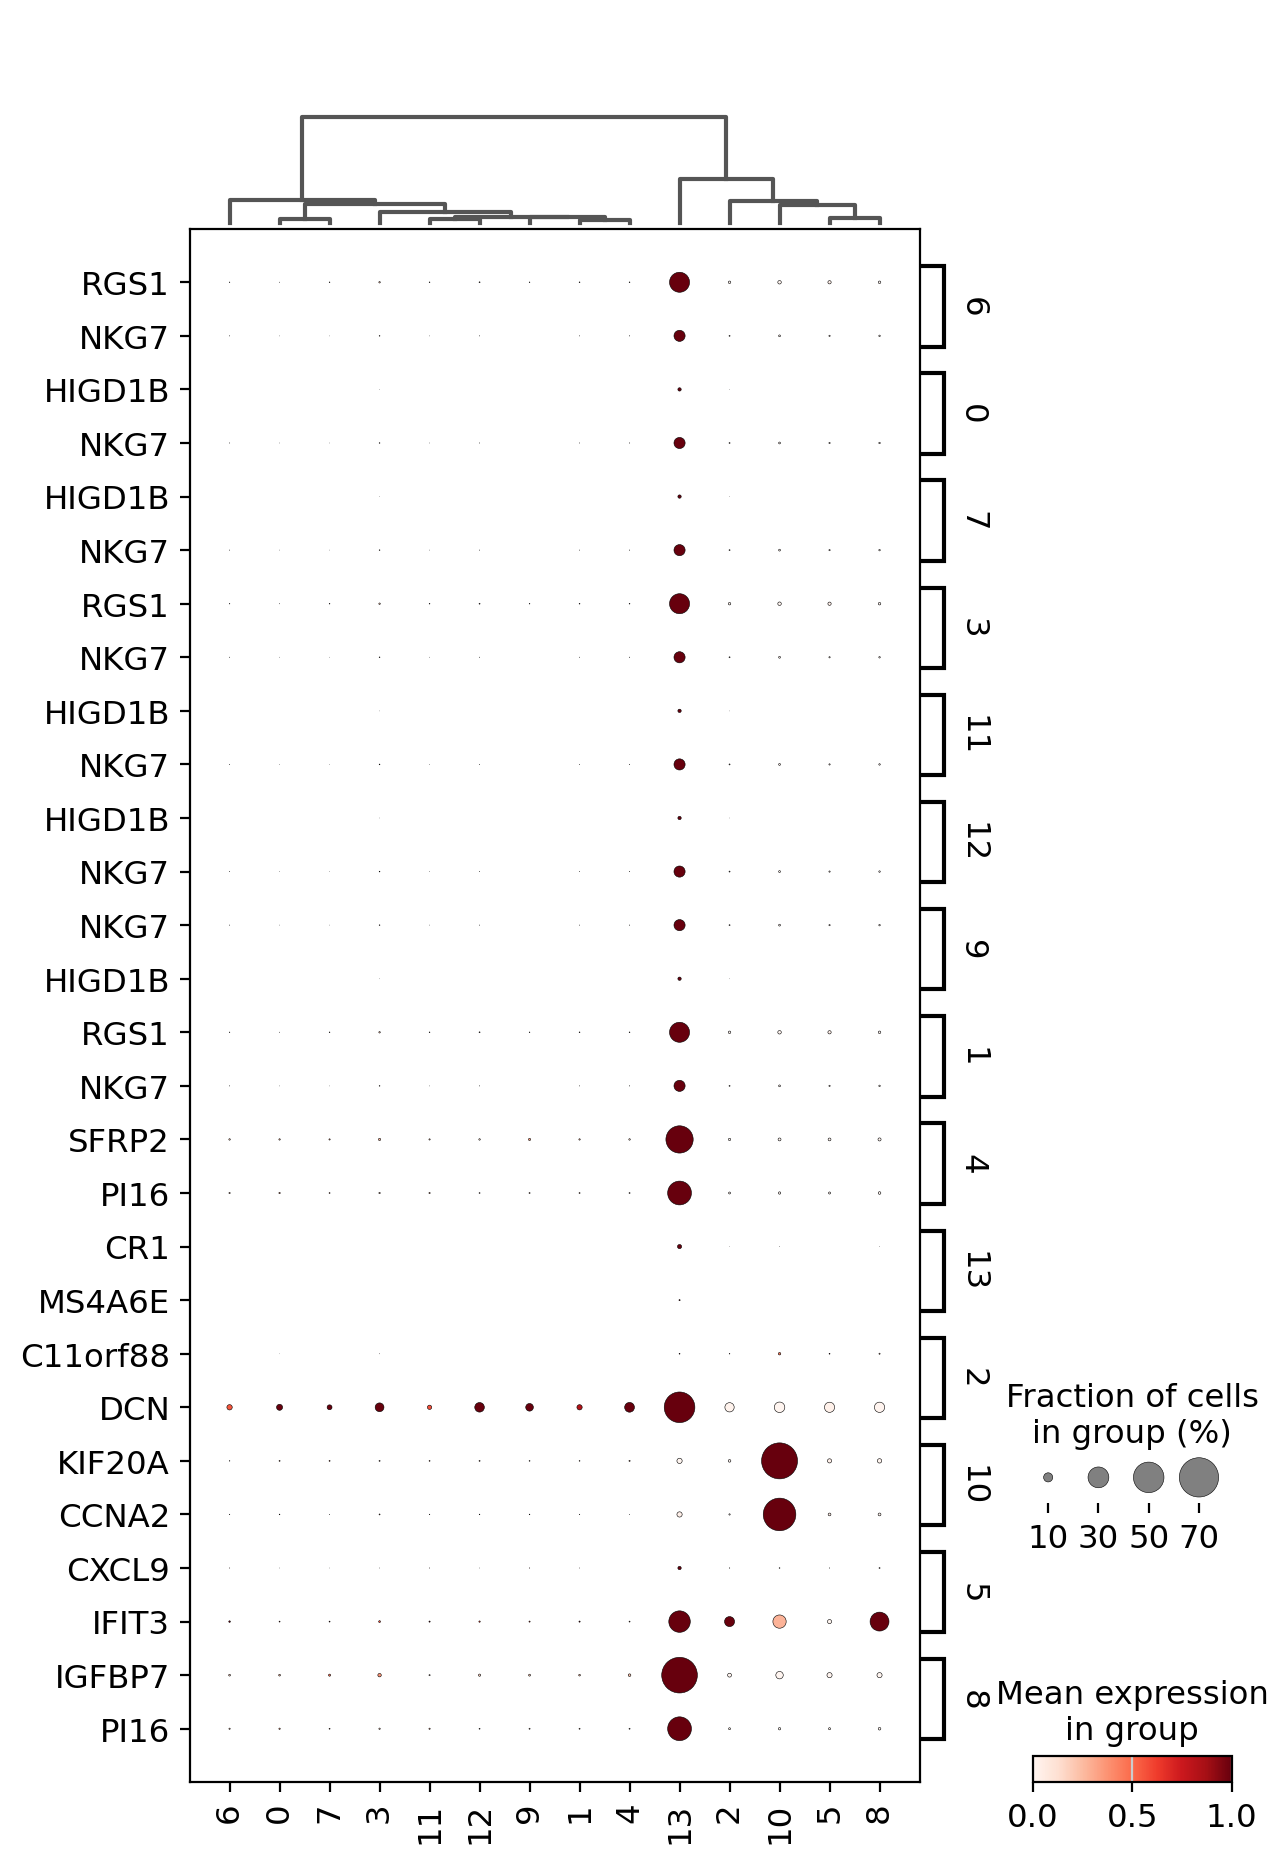 RGS1
NKG7
HIGD1B
NKG7
HIGD1B
NKG7
RGS1
NKG7
HIGD1B
NKG7
HIGD1B
NKG7
NKG7
HIGD1B
RGS1
NKG7
SFRP2
PI16
CR1
MS4A6E
C11orf88
DCN
KIF20A
CCNA2
CXCL9
IFIT3
IGFBP7
PI16
6
0
7
3
11
12
9
1
4
13
2
10
5
8
6 0 7 3 11 12 9 1 4 13 2 10 5 8
Fraction of cells
in group (%)
10 30 50 70
Mean expression
in group
0.0 0.5 1.0